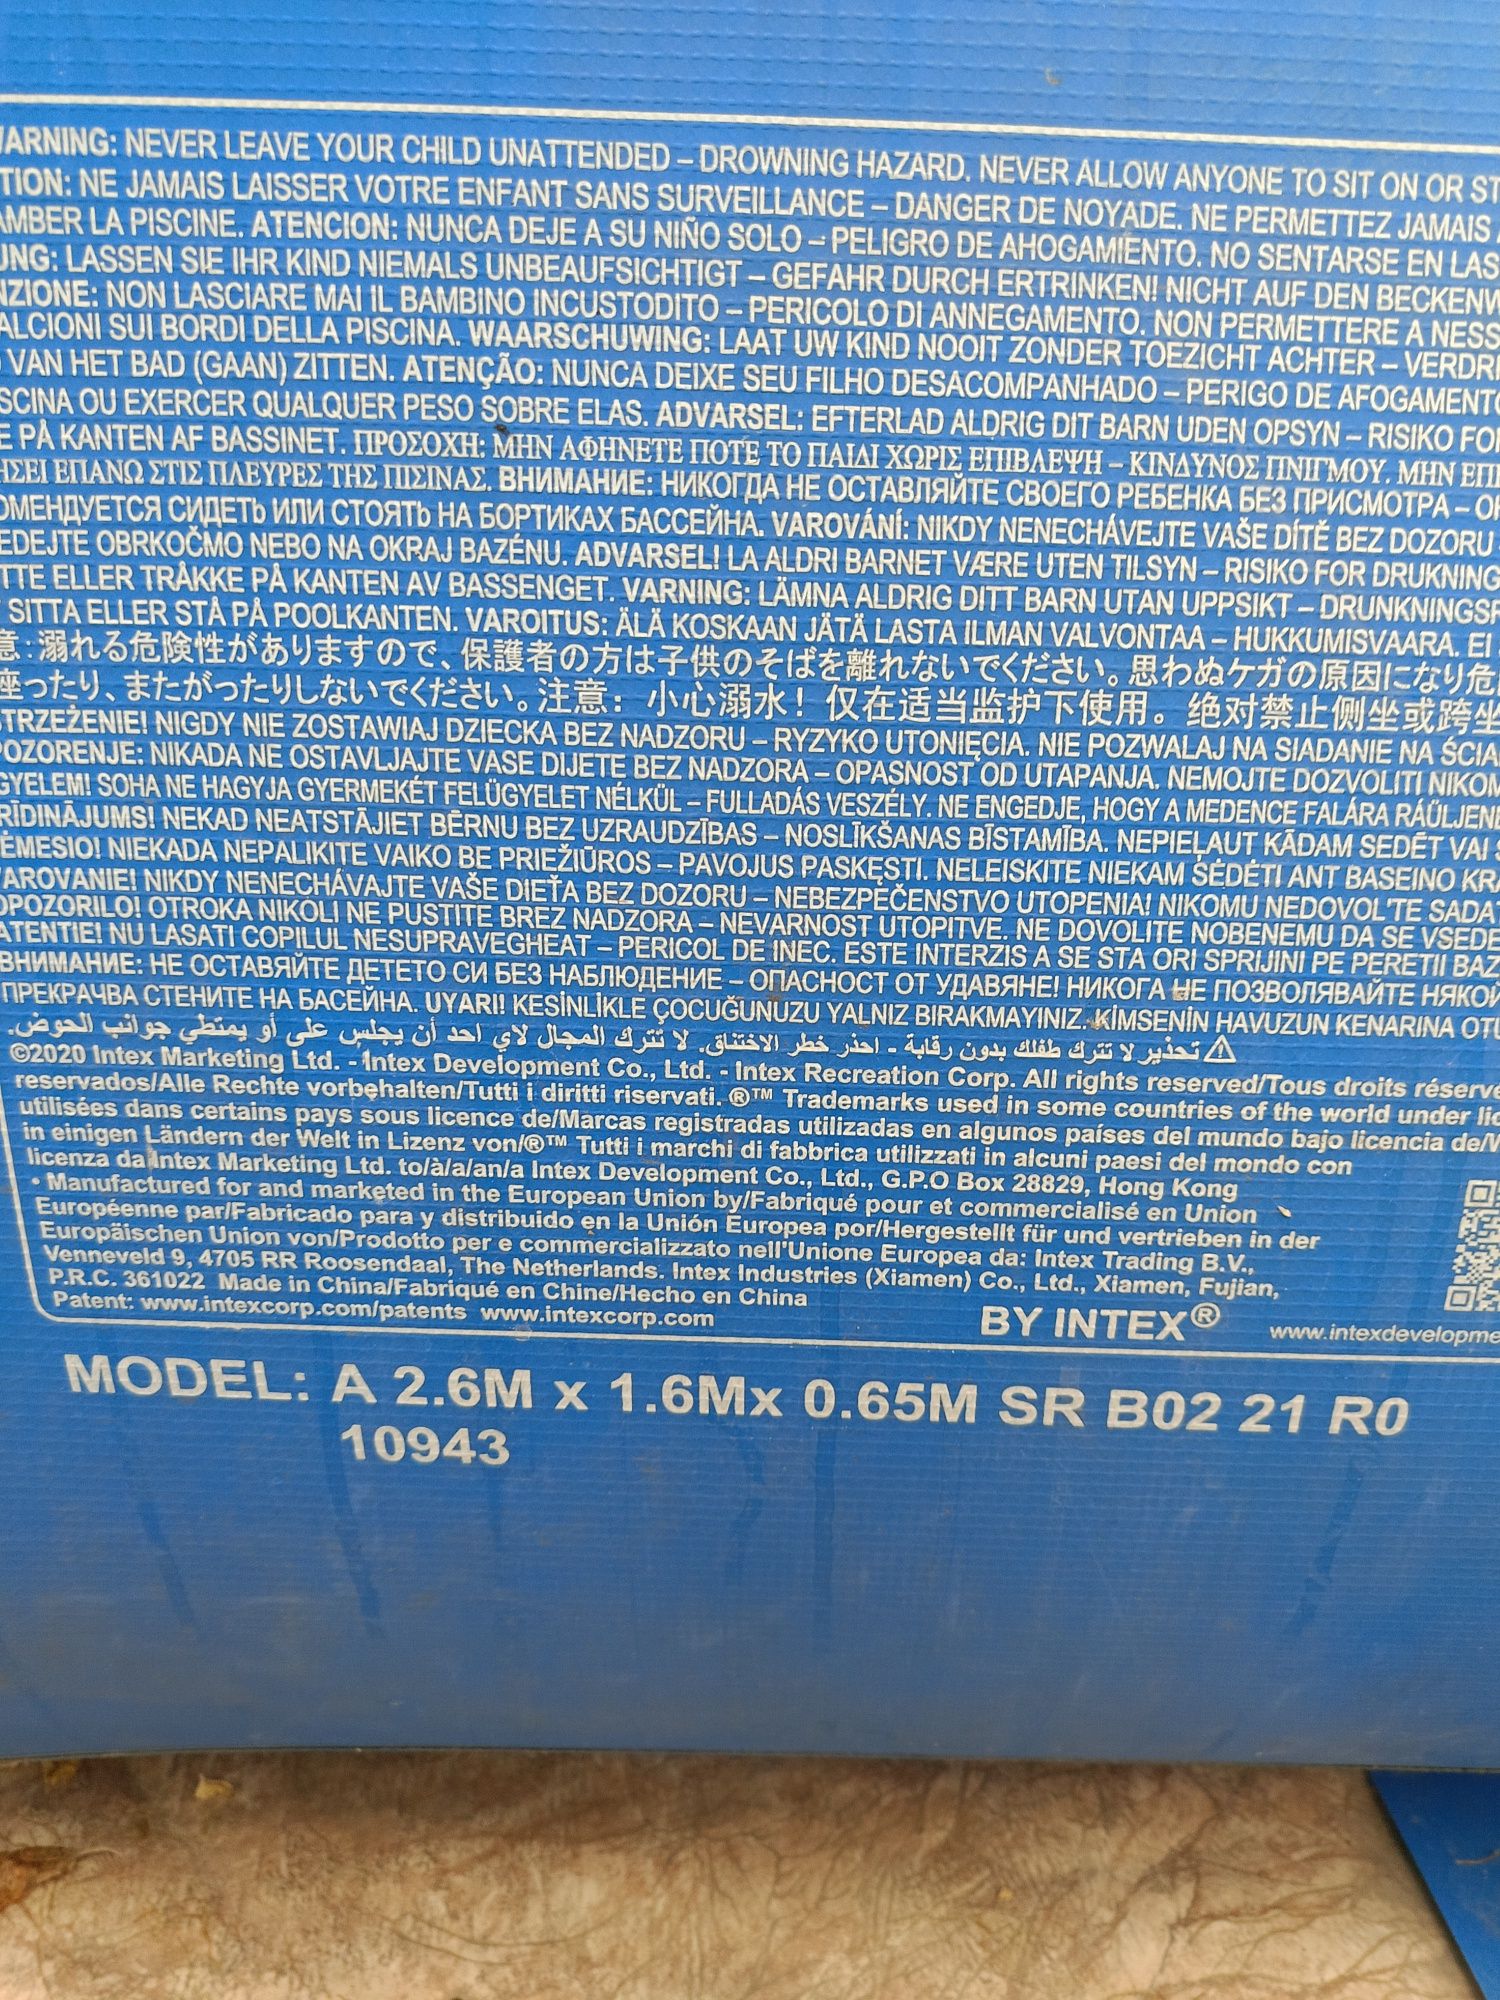 ARNING: NEVER LEAVE YOUR CHILD UNATTENDED – DROWNING HAZARD. NEVER ALLOW ANYONE TO SIT ON OR ST
TION: NE JAMAIS LAISSER VOTRE ENFANT SANS SURVEILLANCE – DANGER DE NOYADE. NE PERMETTEZ JAMAIS
AMBER LA PISCINE. ATENCION: NUNCA DEJE A SU NIÑO SOLO – PELIGRO DE AHOGAMIENTO. NO SENTARSE EN LAS
UNG: LASSEN SIE IHR KIND NIEMALS UNBEAUFSICHTIGT – GEFAHR DURCH ERTRINKEN! NICHT AUF DEN BECKENW
NZIONE: NON LASCIARE MAI IL BAMBINO INCUSTODITO – PERICOLO DI ANNEGAMENTO. NON PERMETTERE A NESS
ALCIONI SUI BORDI DELLA PISCINA. WAARSCHUWING: LAAT UW KIND NOOIT ZONDER TOEZICHT ACHTER – VERDRI
VAN HET BAD (GAAN) ZITTEN. ATENÇÃO: NUNCA DEIXE SEU FILHO DESACOMPANHADO – PERIGO DE AFOGAMENTO
SCINA OU EXERCER QUALQUER PESO SOBRE ELAS. ADVARSEL: EFTERLAD ALDRIG DIT BARN UDEN OPSYN – RISIKO FO
E PÅ KANTEN AF BASSINET. ΠΡΟΣΟΧΗ: ΜΗΝ ΑΦΗΝΕΤΕ ΠΟΤΕ ΤΟ ΠΑΙΔΙ ΧΩΡΙΣ ΕΠΙΒΛΕΨΗ – ΚΙΝΔΥΝΟΣ ΠΝΙΓΜΟΥ. ΜΗΝ ΕΠΙ
ΗΣΕΙ ΕΠΑΝΩ ΣΤΙΣ ΠΛΕΥΡΕΣ ΤΗΣ ΠΙΣΙΝΑΣ. ВНИМАНИЕ: НИКОГДА НЕ ОСТАВЛЯЙТЕ СВОЕГО РЕБЕНКА БЕЗ ПРИСМОТРА – О
ОМЕНДУЕТСЯ СИДЕТЬ ИЛИ СТОЯТЬ НА БОРТИКАХ БАССЕЙНА. VAROVÁNÍ: NIKDY NENECHÁVEJTE VAŠE DÍTĚ BEZ DOZORU
EDEJTE OBRKOČMO NEBO NA OKRAJ BAZÉNU. ADVARSEL! LA ALDRI BARNET VÆRE UTEN TILSYN – RISIKO FOR DRUKNING
TTE ELLER TRÅKKE PÅ KANTEN AV BASSENGET. VARNING: LÄMNA ALDRIG DITT BARN UTAN UPPSIKT – DRUNKNINGSR
SITTA ELLER STÅ PÅ POOLKANTEN. VAROITUS: ÄLÄ KOSKAAN JÄTÄ LASTA ILMAN VALVONTAA – HUKKUMISVAARA. EI
意:溺れる危険性がありますので、保護者の方は子供のそばを離れないでください。思わぬケガの原因になり危
座ったり、またがったりしないでください。注意: 小心溺水! 仅在适当监护下使用。绝对禁止侧坐或跨坐
TRZEŻENIE! NIGDY NIE ZOSTAWIAJ DZIECKA BEZ NADZORU – RYZYKO UTONIĘCIA. NIE POZWALAJ NA SIADANIE NA ŚCIA
POZORENJE: NIKADA NE OSTAVLJAJTE VASE DIJETE BEZ NADZORA – OPASNOST OD UTAPANJA. NEMOJTE DOZVOLITI NIKOM
GYELEM! SOHA NE HAGYJA GYERMEKÉT FELÜGYELET NÉLKÜL – FULLADÁS VESZÉLY. NE ENGEDJE, HOGY A MEDENCE FALÁRA RÁÜLJENE
RĪDINĀJUMS! NEKAD NEATSTĀJIET BĒRNU BEZ UZRAUDZĪBAS – NOSLĪKŠANAS BĪSTAMĪBA. NEPIEĻAUT KĀDAM SEDĒT VAI
ĖMESIO! NIEKADA NEPALIKITE VAIKO BE PRIEŽIŪROS – PAVOJUS PASKĘSTI. NELEISKITE NIEKAM SĖDĖTI ANT BASEINO KRA
AROVANIE! NIKDY NENECHÁVAJTE VAŠE DIEŤA BEZ DOZORU – NEBEZPEČENSTVO UTOPENIA! NIKOMU NEDOVOL'TE SADA
OPOZORILO! OTROKA NIKOLI NE PUSTITE BREZ NADZORA – NEVARNOST UTOPITVE. NE DOVOLITE NOBENEMU DA SE VSEDE
ATENTIE! NU LASATI COPILUL NESUPRAVEGHEAT – PERICOL DE INEC. ESTE INTERZIS A SE STA ORI SPRIJINI PE PERETII BAZ
ВНИМАНИЕ: НЕ ОСТАВЯЙТЕ ДЕТЕТО СИ БЕЗ НАБЛЮДЕНИЕ – ОПАСНОСТ ОТ УДАВЯНЕ! НИКОГА НЕ ПОЗВОЛЯВАЙТЕ НЯКОЙ
ПРЕКРАЧВА СТЕНИТЕ НА БАСЕЙНА. UYARI! KESİNLİKLE ÇOCUĞUNUZU YALNIZ BIRAKMAYINIZ. KİMSENİN HAVUZUN KENARINA OTU
⚠ تحذير لا تترك طفلك بدون رقابة - احذر خطر الاختناق. لا تترك المجال لاي احد أن يجلس على أو يمتطي جوانب الحوض.
©2020 Intex Marketing Ltd. - Intex Development Co., Ltd. - Intex Recreation Corp. All rights reserved/Tous droits réserve
reservados/Alle Rechte vorbehalten/Tutti i diritti riservati. ®™ Trademarks used in some countries of the world under lic
utilisées dans certains pays sous licence de/Marcas registradas utilizadas en algunos países del mundo bajo licencia de/W
in einigen Ländern der Welt in Lizenz von/®™ Tutti i marchi di fabbrica utilizzati in alcuni paesi del mondo con
licenza da Intex Marketing Ltd. to/à/a/an/a Intex Development Co., Ltd., G.P.O Box 28829, Hong Kong
• Manufactured for and marketed in the European Union by/Fabriqué pour et commercialisé en Union
Européenne par/Fabricado para y distribuido en la Unión Europea por/Hergestellt für und vertrieben in der
Europäischen Union von/Prodotto per e commercializzato nell'Unione Europea da: Intex Trading B.V.,
Venneveld 9, 4705 RR Roosendaal, The Netherlands. Intex Industries (Xiamen) Co., Ltd., Xiamen, Fujian,
P.R.C. 361022 Made in China/Fabriqué en Chine/Hecho en China
Patent: www.intexcorp.com/patents www.intexcorp.com
BY INTEX®
www.intexdevelopme
MODEL: A 2.6M x 1.6Mx 0.65M SR B02 21 R0
10943